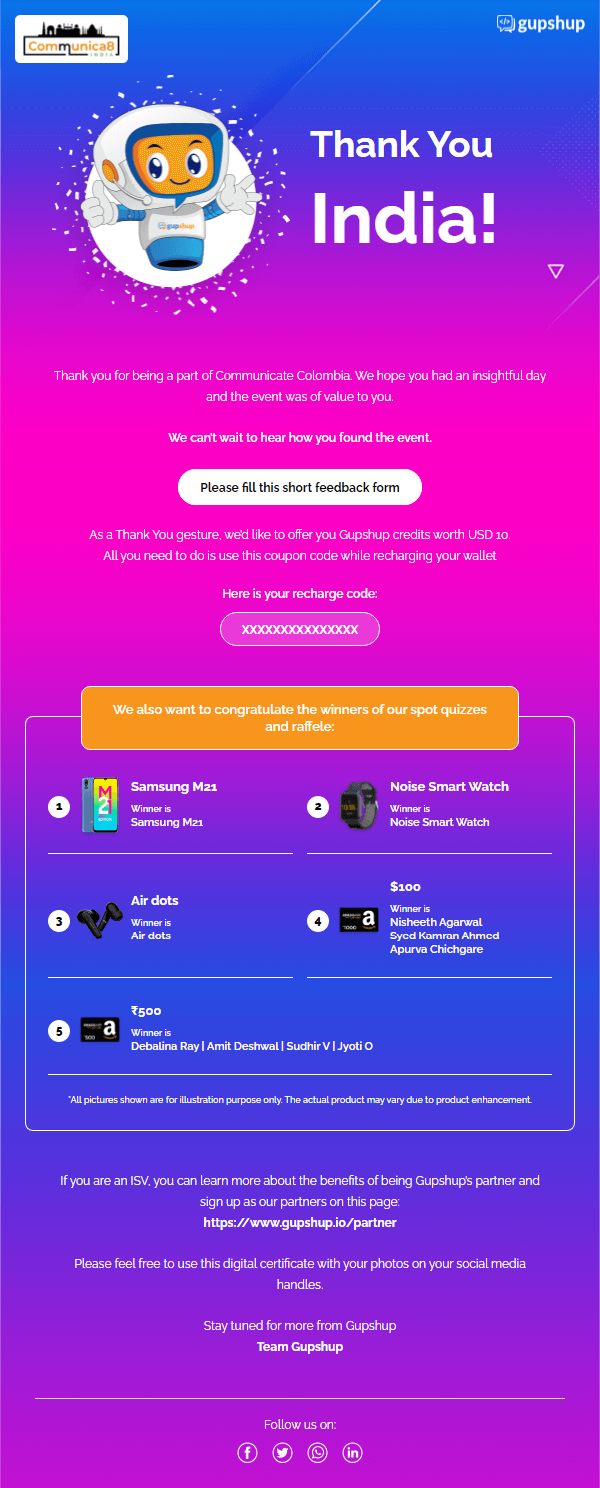 Communica8
INDIA
gupshup
gupshup
Thank You
India!
Thank you for being a part of Communicate Colombia. We hope you had an insightful day
and the event was of value to you.
We can't wait to hear how you found the event.
Please fill this short feedback form
As a Thank You gesture, we'd like to offer you Gupshup credits worth USD 10.
All you need to do is use this coupon code while recharging your wallet
Here is your recharge code:
XXXXXXXXXXXXXXX
We also want to congratulate the winners of our spot quizzes
and raffele:
1
M
21
Samsung M21
Winner is
Samsung M21
2
Noise Smart Watch
Winner is
Noise Smart Watch
3
Air dots
Winner is
Air dots
4
a
$100
Winner is
Nisheeth Agarwal
Syed Kamran Ahmed
Apurva Chichgare
5
a
500
₹500
Winner is
Debalina Ray | Amit Deshwal | Sudhir V | Jyoti O
*All pictures shown are for illustration purpose only. The actual product may vary due to product enhancement.
If you are an ISV, you can learn more about the benefits of being Gupshup's partner and
sign up as our partners on this page:
https://www.gupshup.io/partner
Please feel free to use this digital certificate with your photos on your social media
handles.
Stay tuned for more from Gupshup
Team Gupshup
Follow us on: